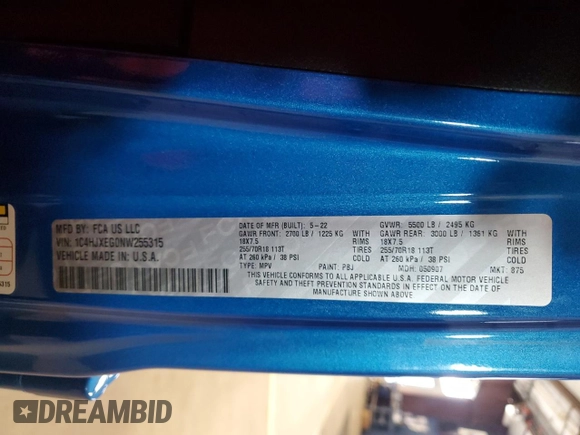 MFD BY: FCA US LLC
VIN: 1C4HJXEG0NW255315
VEHICLE MADE IN: U.S.A.
DATE OF MFR (BUILT): 5-22
GAWR FRONT: 2700 LB / 1225 KG WITH
18X7.5 RIMS
255/70R18 113T TIRES
AT 260 kPa / 38 PSI COLD
TYPE: MPV PAINT: PBJ
GVWR: 5500 LB / 2495 KG
GAWR REAR: 3000 LB / 1361 KG WITH
18X7.5 RIMS
255/70R18 113T TIRES
AT 260 kPa / 38 PSI COLD
MDH: 050907 MKT: 875
THIS VEHICLE CONFORMS TO ALL APPLICABLE U.S.A. FEDERAL MOTOR VEHICLE
SAFETY AND THEFT PREVENTION STANDARDS IN EFFECT ON THE DATE OF
MANUFACTURE SHOWN ABOVE
5315
DREAMBID